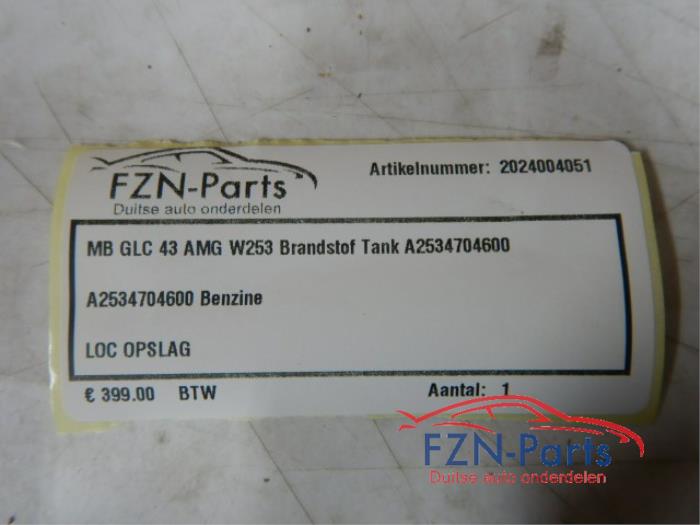 FZN-Parts
Duitse auto onderdelen
Artikelnummer: 2024004051
MB GLC 43 AMG W253 Brandstof Tank A2534704600
A2534704600 Benzine
LOC OPSLAG
€ 399.00 BTW
Aantal: 1
FZN-Parts
Duitse auto onderdelen